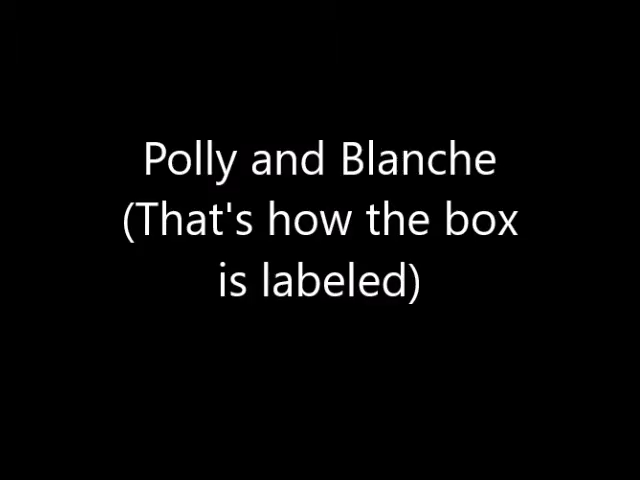 Polly and Blanche
(That's how the box
is labeled)